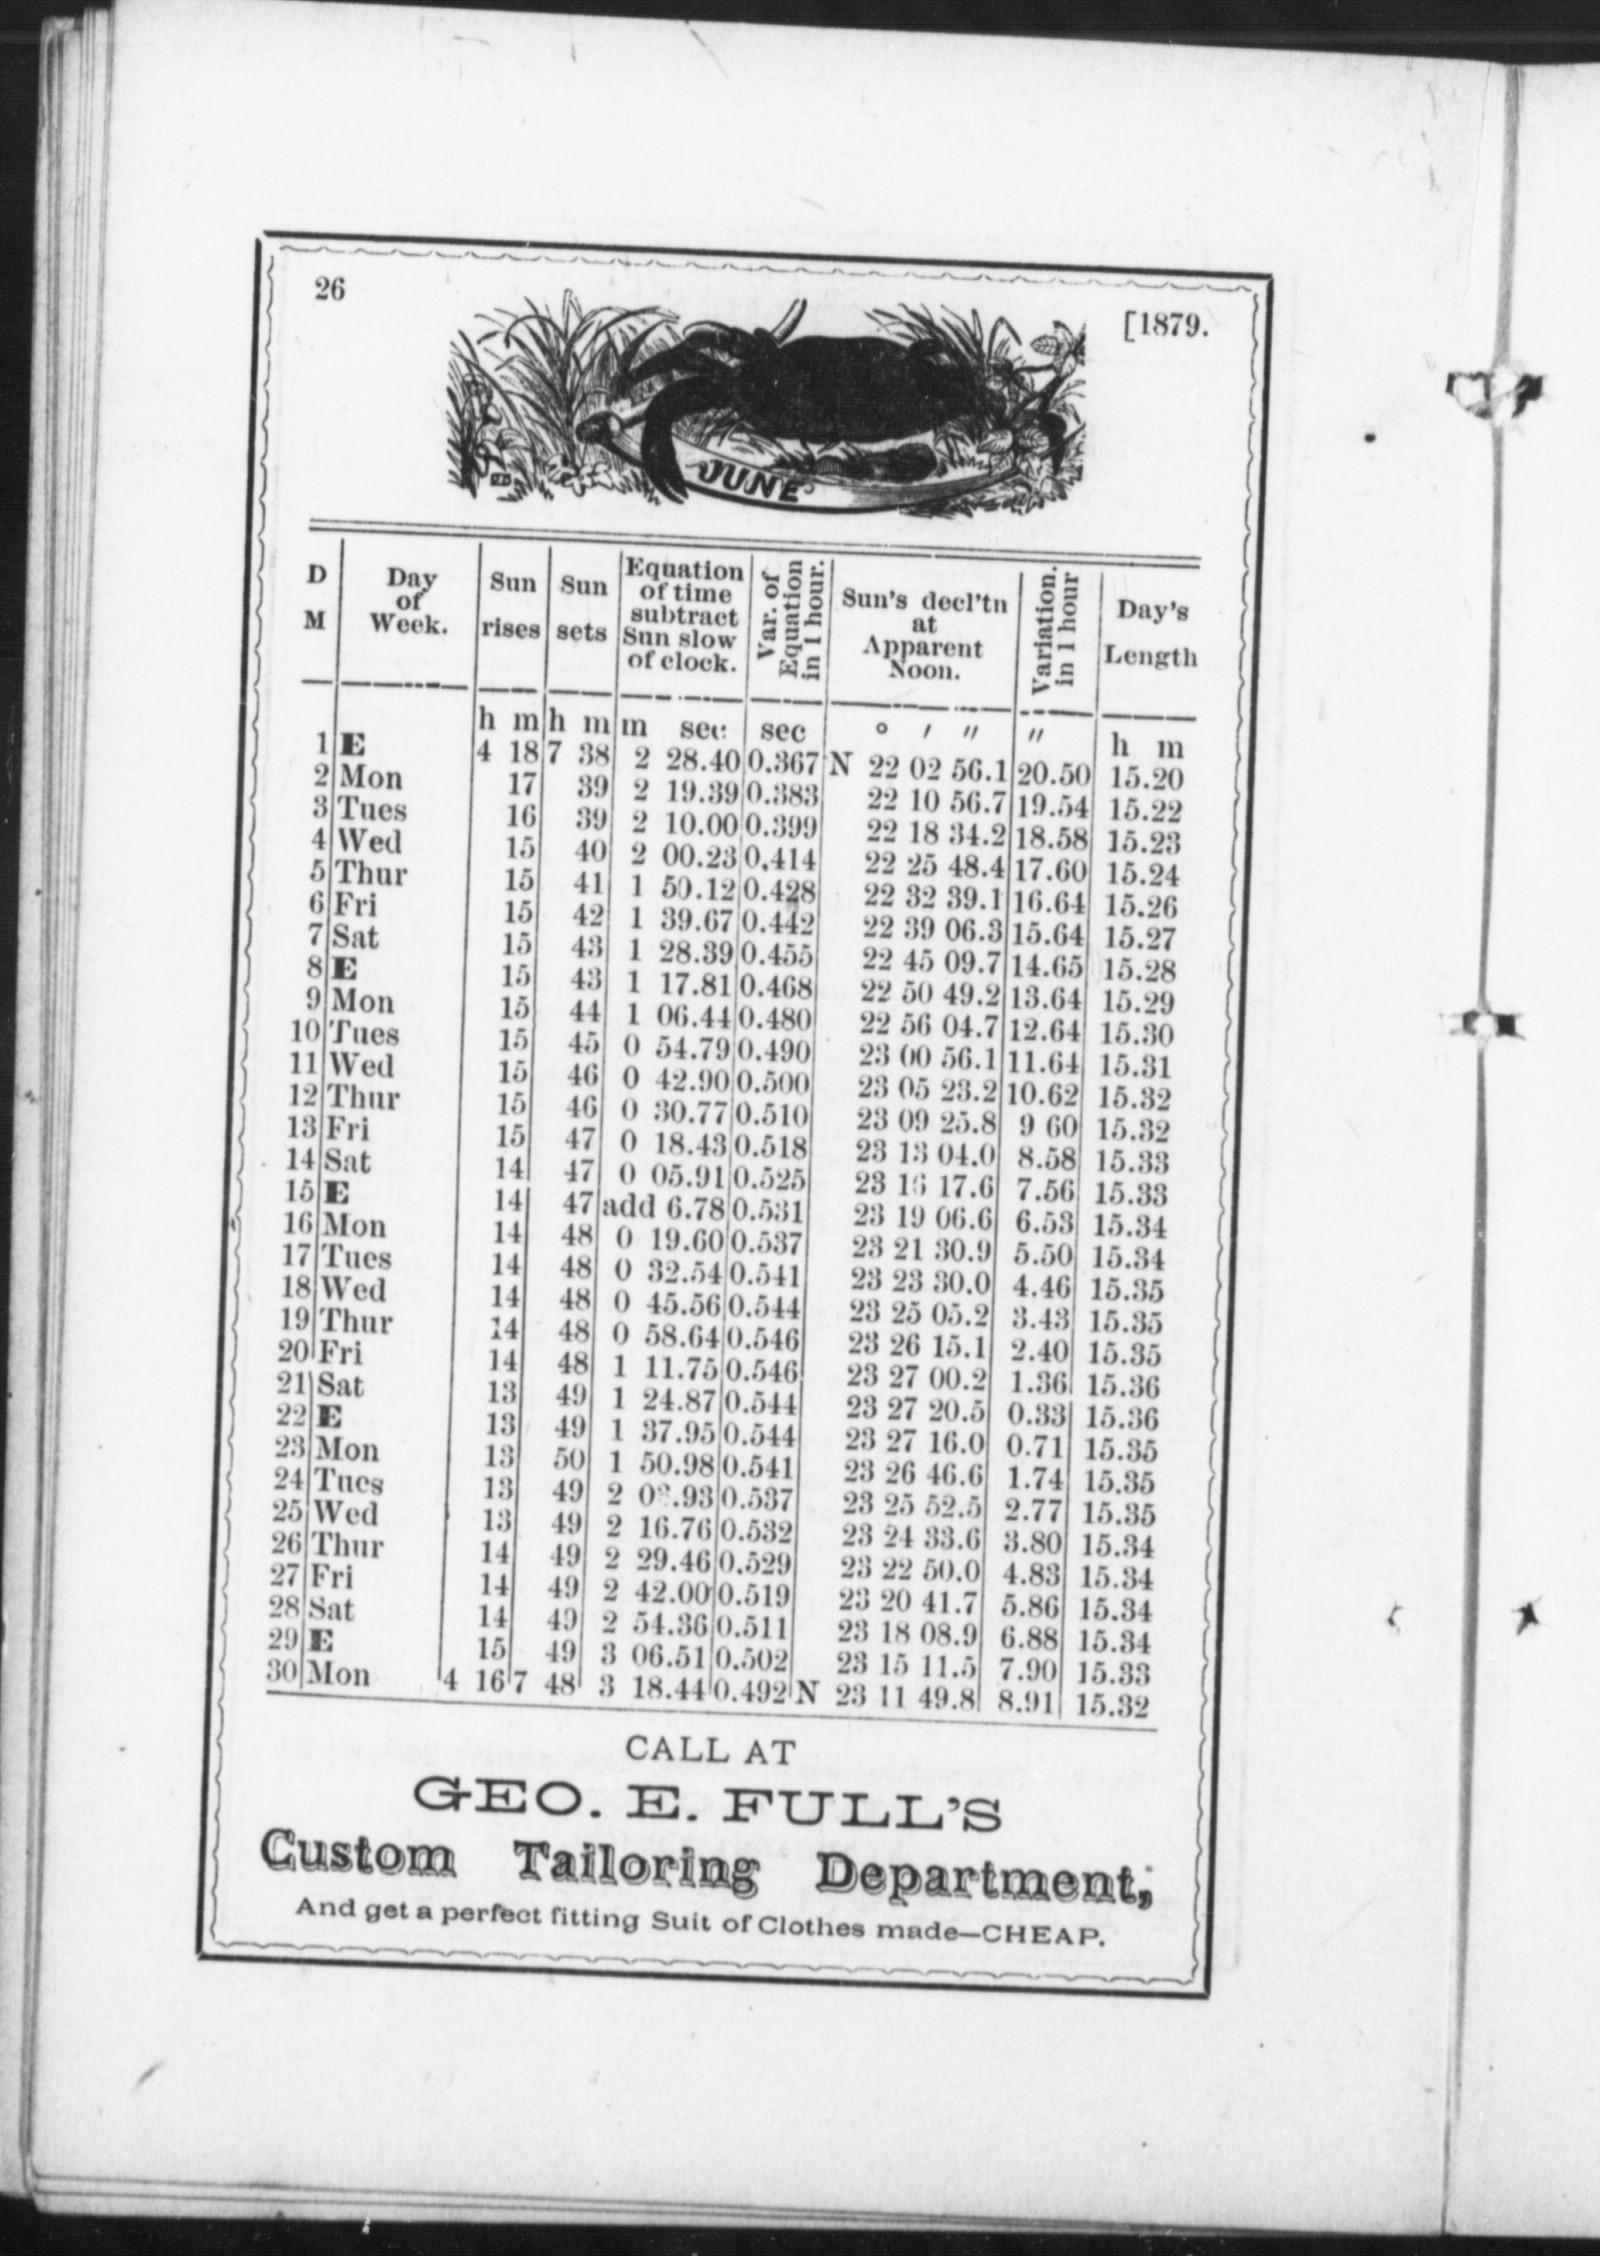 26
[1879.
JUNE
D M | Day of Week. | Sun rises | Sun sets | Equation of time subtract Sun slow of clock. | Var. of Equation in 1 hour. | Sun's decl'tn at Apparent Noon. | Variation. in 1 hour | Day's Length
h m h m m sec sec ° ′ ″ ″ h m
1 E 4 18 7 38 2 28.40 0.367 N 22 02 56.1 20.50 15.20
2 Mon 17 39 2 19.39 0.383 22 10 56.7 19.54 15.22
3 Tues 16 39 2 10.00 0.399 22 18 34.2 18.58 15.23
4 Wed 15 40 2 00.23 0.414 22 25 48.4 17.60 15.24
5 Thur 15 41 1 50.12 0.428 22 32 39.1 16.64 15.26
6 Fri 15 42 1 39.67 0.442 22 39 06.3 15.64 15.27
7 Sat 15 43 1 28.39 0.455 22 45 09.7 14.65 15.28
8 E 15 43 1 17.81 0.468 22 50 49.2 13.64 15.29
9 Mon 15 44 1 06.44 0.480 22 56 04.7 12.64 15.30
10 Tues 15 45 0 54.79 0.490 23 00 56.1 11.64 15.31
11 Wed 15 46 0 42.90 0.500 23 05 23.2 10.62 15.32
12 Thur 15 46 0 30.77 0.510 23 09 25.8 9 60 15.32
13 Fri 15 47 0 18.43 0.518 23 13 04.0 8.58 15.33
14 Sat 14 47 0 05.91 0.525 23 16 17.6 7.56 15.33
15 E 14 47 add 6.78 0.531 23 19 06.6 6.53 15.34
16 Mon 14 48 0 19.60 0.537 23 21 30.9 5.50 15.34
17 Tues 14 48 0 32.54 0.541 23 23 30.0 4.46 15.35
18 Wed 14 48 0 45.56 0.544 23 25 05.2 3.43 15.35
19 Thur 14 48 0 58.64 0.546 23 26 15.1 2.40 15.35
20 Fri 14 48 1 11.75 0.546 23 27 00.2 1.36 15.36
21 Sat 13 49 1 24.87 0.544 23 27 20.5 0.33 15.36
22 E 13 49 1 37.95 0.544 23 27 16.0 0.71 15.35
23 Mon 13 50 1 50.98 0.541 23 26 46.6 1.74 15.35
24 Tues 13 49 2 0.93 0.537 23 25 52.5 2.77 15.35
25 Wed 13 49 2 16.76 0.532 23 24 33.6 3.80 15.34
26 Thur 14 49 2 29.46 0.529 23 22 50.0 4.83 15.34
27 Fri 14 49 2 42.00 0.519 23 20 41.7 5.86 15.34
28 Sat 14 49 2 54.36 0.511 23 18 08.9 6.88 15.34
29 E 15 49 3 06.51 0.502 23 15 11.5 7.90 15.33
30 Mon 4 16 7 48 3 18.44 0.492 N 23 11 49.8 8.91 15.32
CALL AT
GEO. E. FULL'S
Custom Tailoring Department,
And get a perfect fitting Suit of Clothes made—CHEAP.